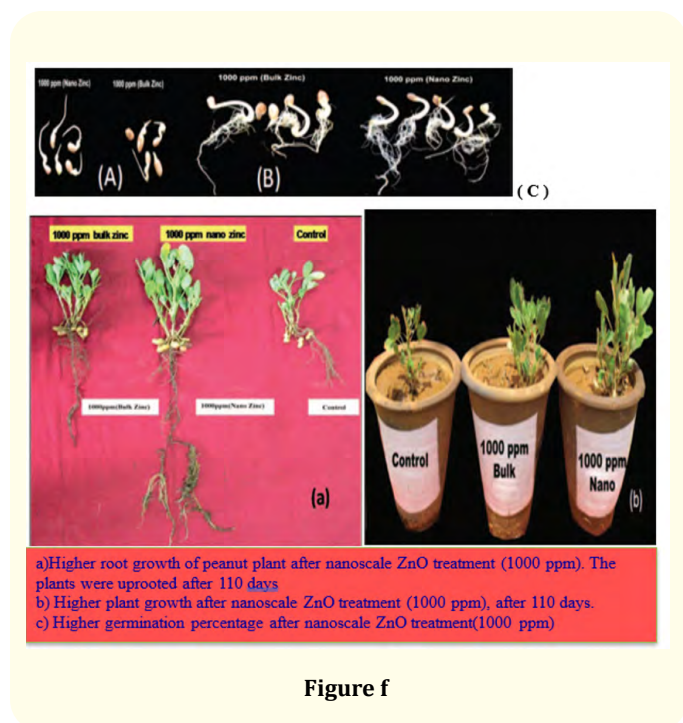 1000 ppm (Nano Zinc)
1000 ppm (Bulk Zinc)
1000 ppm (Bulk Zinc)
1000 ppm (Nano Zinc)
(A)
(B)
( C )
1000 ppm bulk zinc
1000 ppm nano zinc
Control
1000ppm(Bulk Zinc)
1000ppm(Nano Zinc)
Control
(a)
Control
1000 ppm
Bulk
1000 ppm
Nano
(b)
a)Higher root growth of peanut plant after nanoscale ZnO treatment (1000 ppm). The
plants were uprooted after 110 days
b) Higher plant growth after nanoscale ZnO treatment (1000 ppm), after 110 days.
c) Higher germination percentage after nanoscale ZnO treatment(1000 ppm)
Figure f